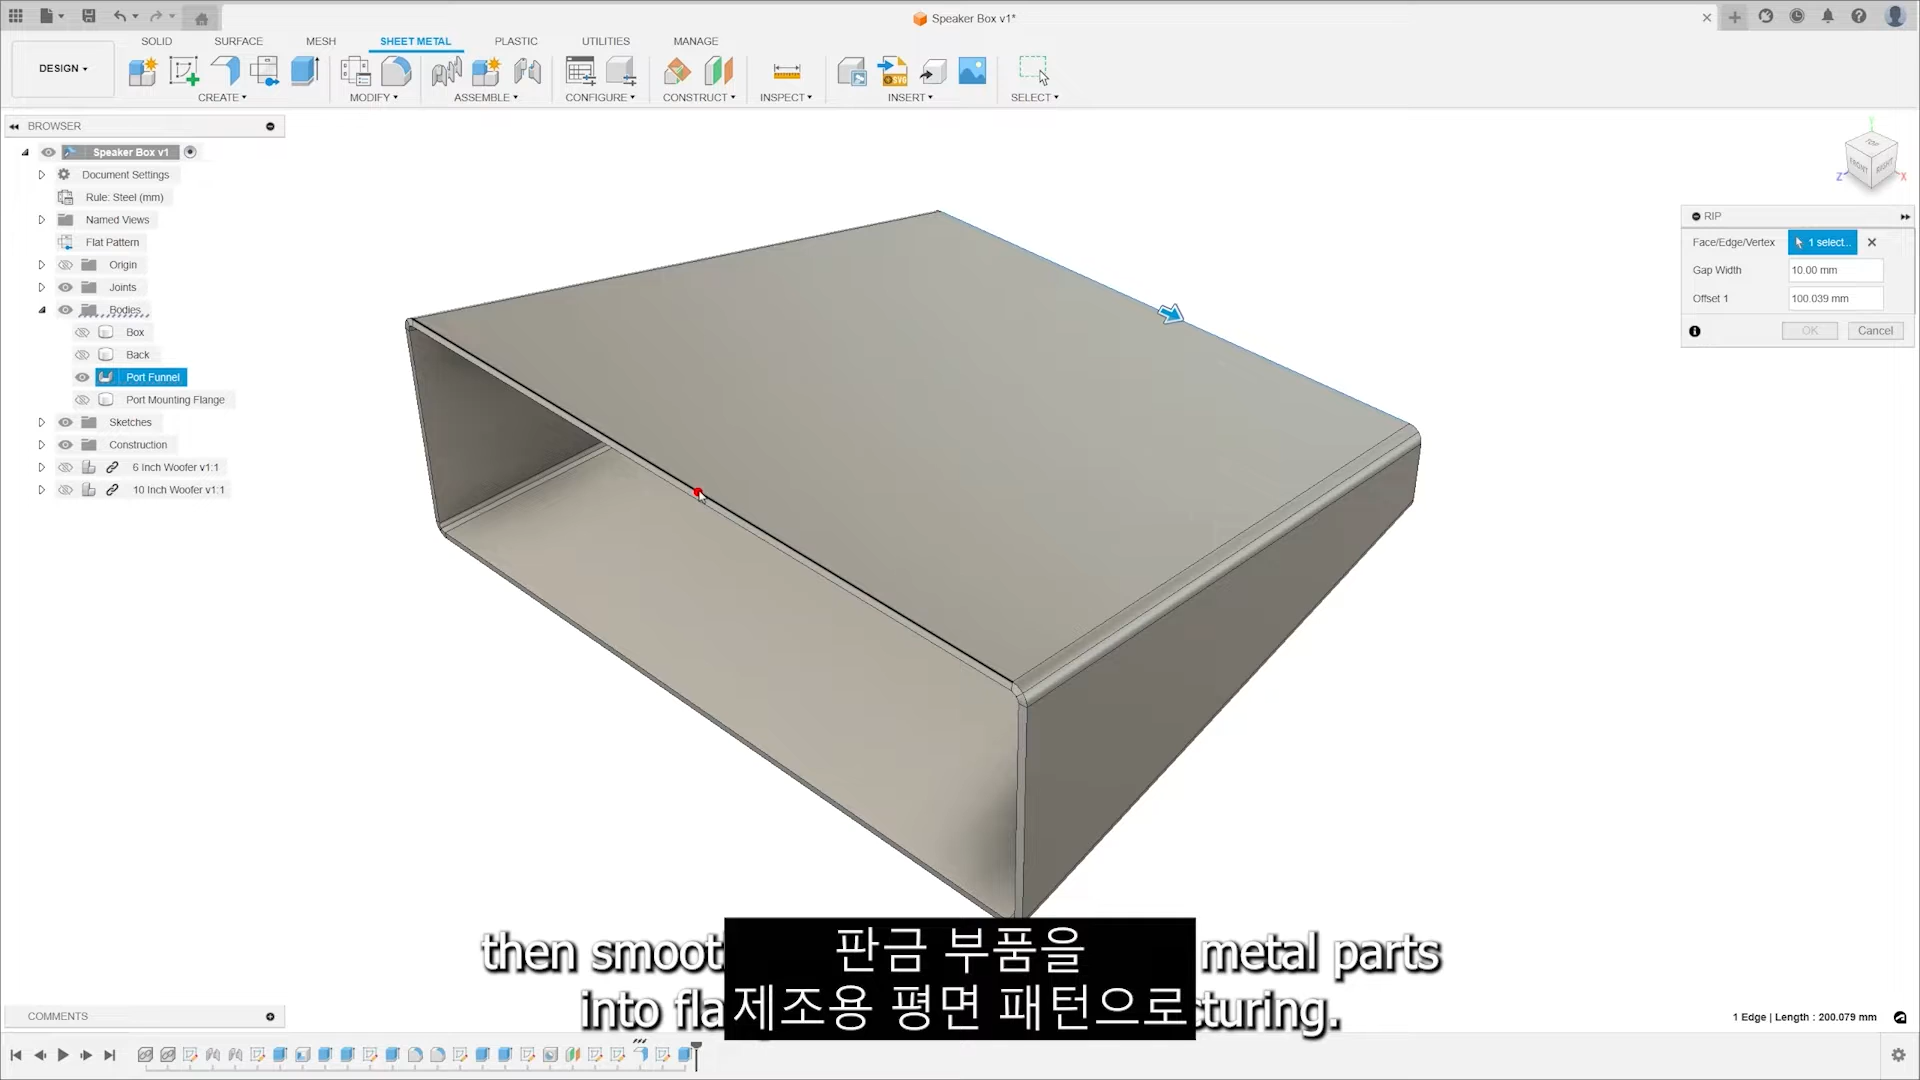 Speaker Box v1*
DESIGN
SOLID
SURFACE
MESH
SHEET METAL
PLASTIC
UTILITIES
MANAGE
CREATE
MODIFY
ASSEMBLE
CONFIGURE
CONSTRUCT
INSPECT
INSERT
SELECT
BROWSER
Speaker Box v1
Document Settings
Rule: Steel (mm)
Named Views
Flat Pattern
Origin
Joints
Bodies
Box
Back
Port Funnel
Port Mounting Flange
Sketches
Construction
6 Inch Woofer v1:1
10 Inch Woofer v1:1
TOP
FRONT
RIGHT
Y
Z
X
RIP
Face/Edge/Vertex
1 select...
Gap Width
10.00 mm
Offset 1
100.039 mm
OK
Cancel
then smoot
metal parts
into fla
cturing.
판금 부품을
제조용 평면 패턴으로
COMMENTS
1 Edge | Length : 200.079 mm